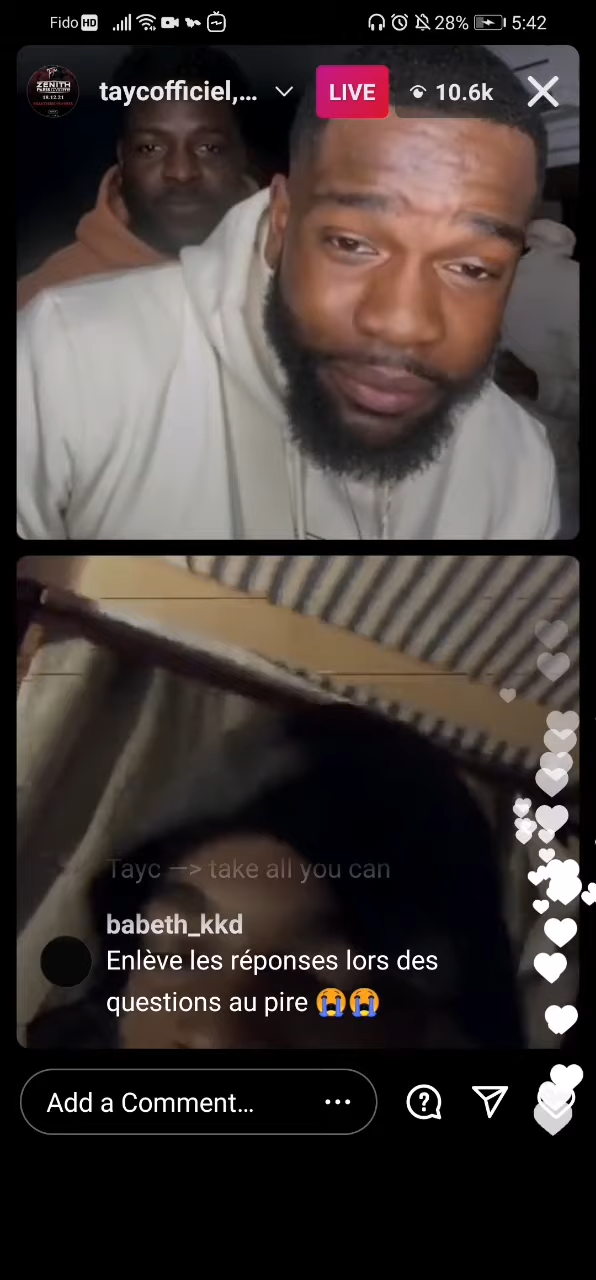 Fido HD 28% 5:42
taycofficiel,... LIVE 10.6k
ZENITH
Tayc —> take all you can
babeth_kkd
Enlève les réponses lors des
questions au pire 😭😭
Add a Comment...